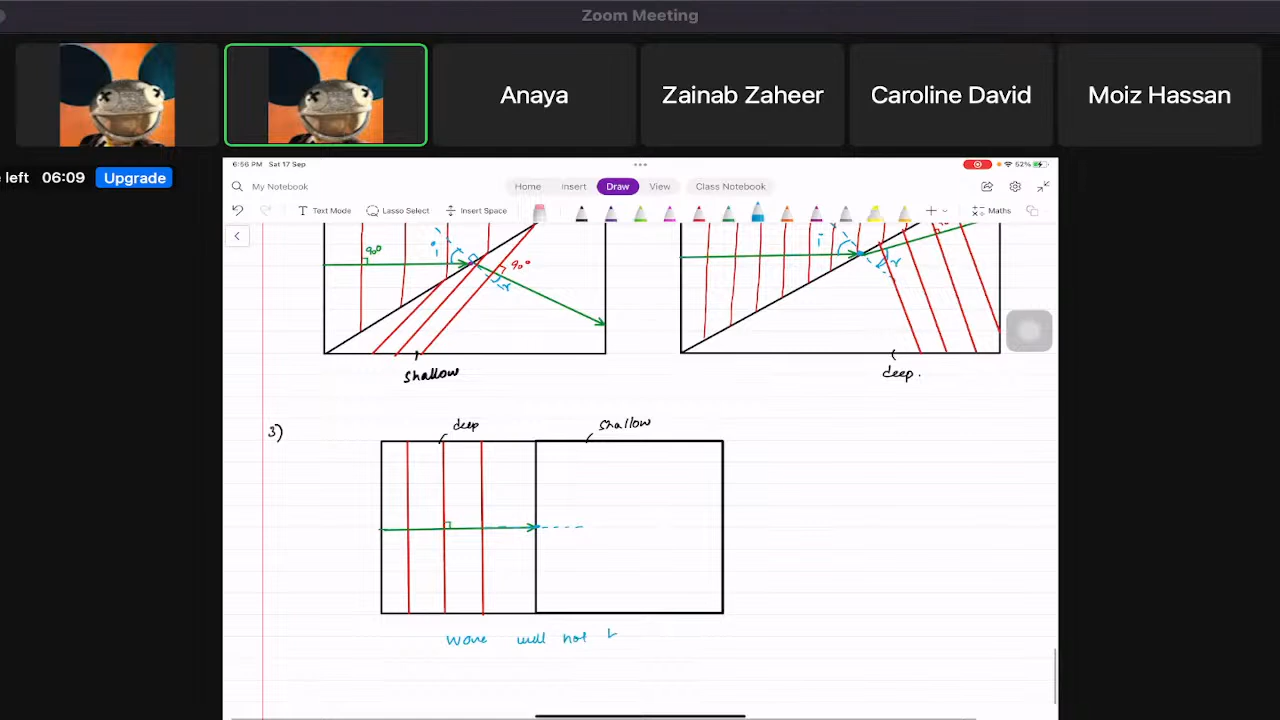 Zoom Meeting
Anaya
Zainab Zaheer
Caroline David
Moiz Hassan
e left 06:09 Upgrade
6:56 PM Sat 17 Sep
52%
My Notebook
Home Insert Draw View Class Notebook
Text Mode Lasso Select Insert Space Maths
90°
i
90°
r
i
r
shallow
deep.
3)
deep
shallow
wave will not